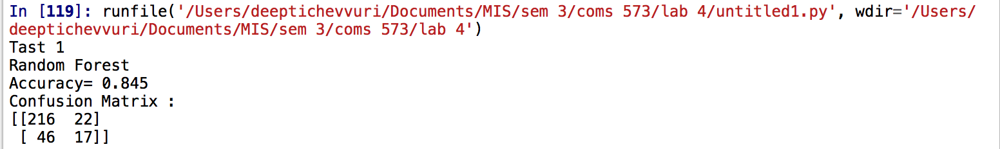 In [119]: runfile('/Users/deeptichevvuri/Documents/MIS/sem 3/coms 573/lab 4/untitled1.py', wdir='/Users/
deeptichevvuri/Documents/MIS/sem 3/coms 573/lab 4')
Tast 1
Random Forest
Accuracy= 0.845
Confusion Matrix :
[[216  22]
 [ 46  17]]